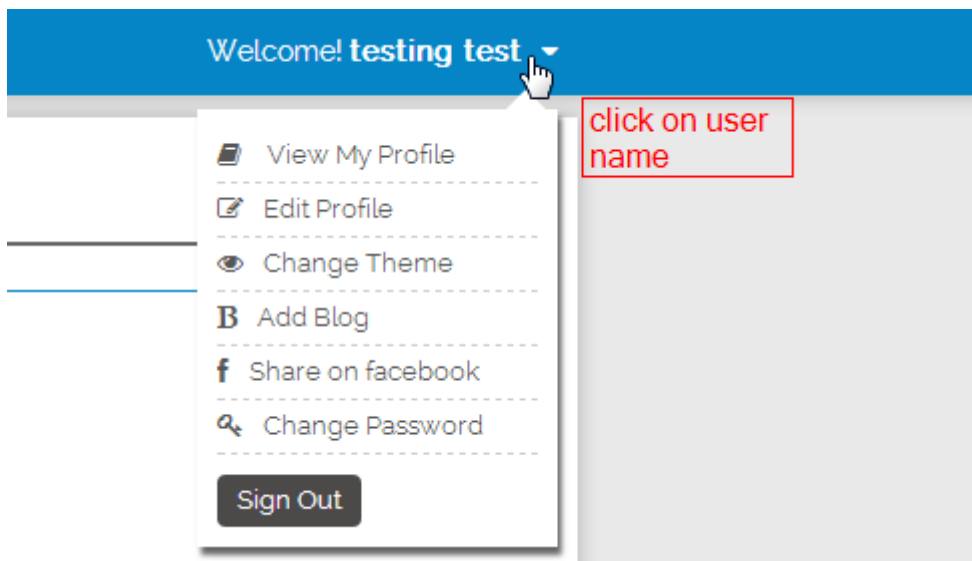 Welcome! testing test
click on user
name
View My Profile
Edit Profile
Change Theme
B Add Blog
f Share on facebook
Change Password
Sign Out